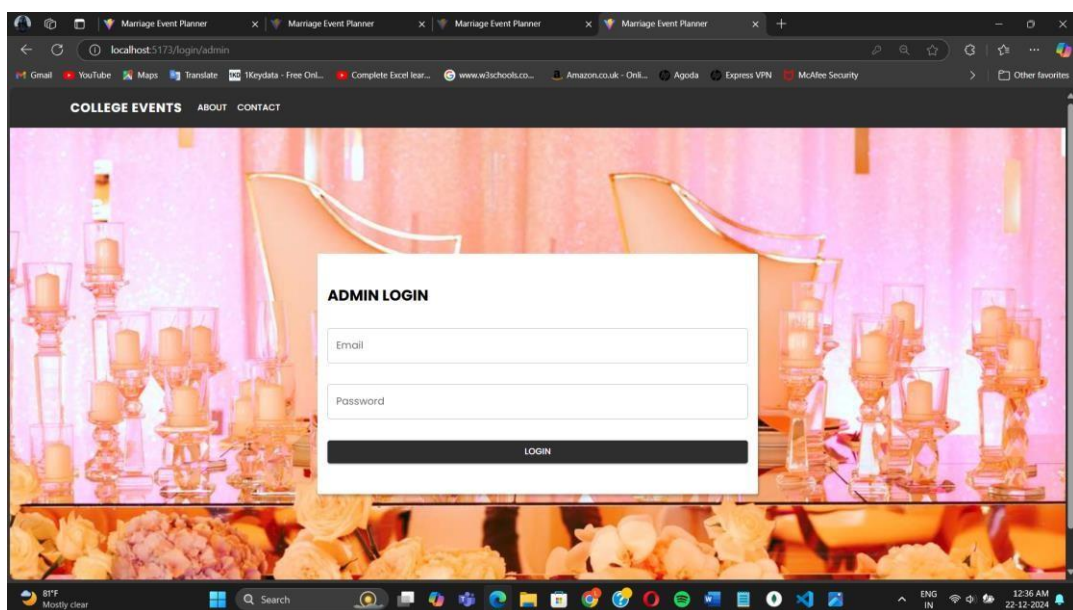 Marriage Event Planner
Marriage Event Planner
Marriage Event Planner
Marriage Event Planner
localhost:5173/login/admin
Gmail YouTube Maps Translate 1Keydata - Free Onl... Complete Excel lear... www.w3schools.co... Amazon.co.uk - Onli... Agoda Express VPN McAfee Security Other favorites
COLLEGE EVENTS ABOUT CONTACT
ADMIN LOGIN
Email
Password
LOGIN
81°F
Mostly clear
Search
ENG
IN
12:36 AM
22-12-2024